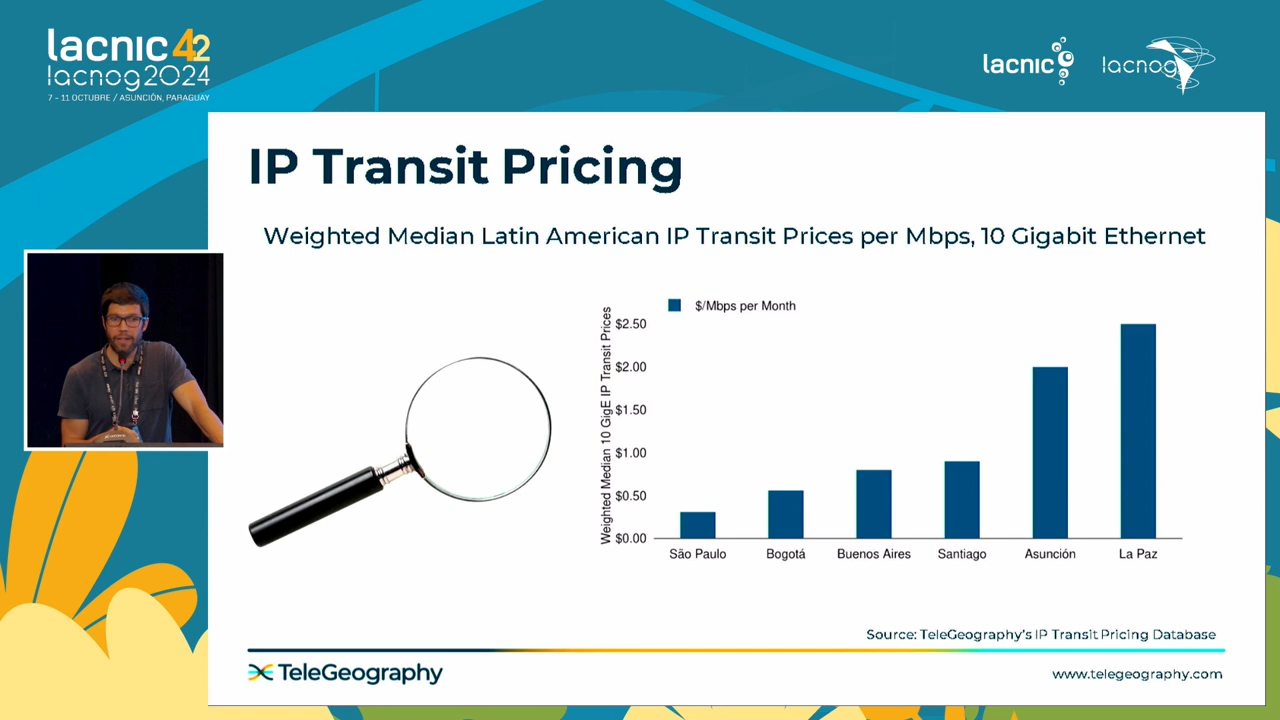 lacnic 42
lacnog2024
7 - 11 OCTUBRE / ASUNCIÓN, PARAGUAY
lacnic
lacnog
IP Transit Pricing
Weighted Median Latin American IP Transit Prices per Mbps, 10 Gigabit Ethernet
$/Mbps per Month
Weighted Median 10 GigE IP Transit Prices
$2.50
$2.00
$1.50
$1.00
$0.50
$0.00
São Paulo Bogotá Buenos Aires Santiago Asunción La Paz
Source: TeleGeography's IP Transit Pricing Database
TeleGeography
www.telegeography.com